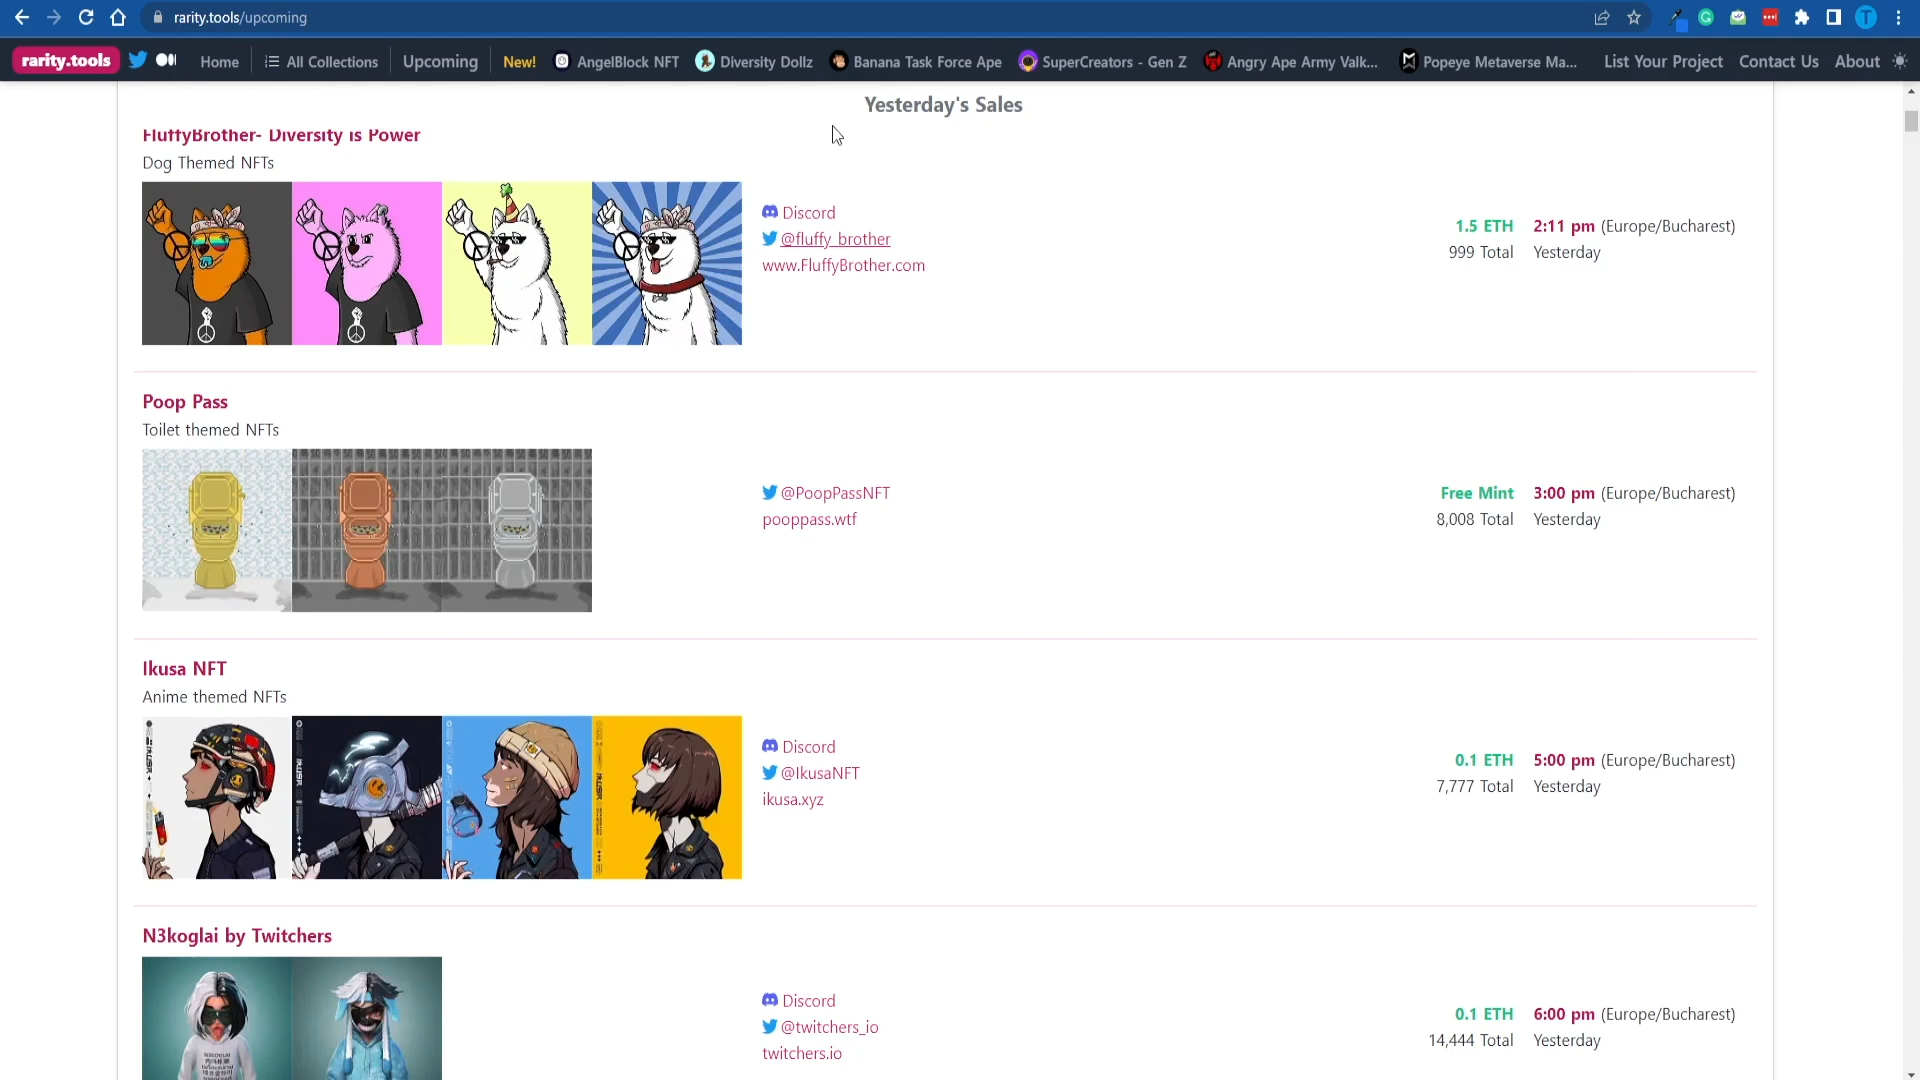 rarity.tools/upcoming
rarity.tools Home All Collections Upcoming New! AngelBlock NFT Diversity Dollz Banana Task Force Ape SuperCreators - Gen Z Angry Ape Army Valk... Popeye Metaverse Ma... List Your Project Contact Us About
Yesterday's Sales
FluffyBrother- Diversity is Power
Dog Themed NFTs
Discord
@fluffy_brother
www.FluffyBrother.com
1.5 ETH 2:11 pm (Europe/Bucharest)
999 Total Yesterday
Poop Pass
Toilet themed NFTs
@PoopPassNFT
pooppass.wtf
Free Mint 3:00 pm (Europe/Bucharest)
8,008 Total Yesterday
Ikusa NFT
Anime themed NFTs
Discord
@IkusaNFT
ikusa.xyz
0.1 ETH 5:00 pm (Europe/Bucharest)
7,777 Total Yesterday
N3koglai by Twitchers
Discord
@twitchers_io
twitchers.io
0.1 ETH 6:00 pm (Europe/Bucharest)
14,444 Total Yesterday